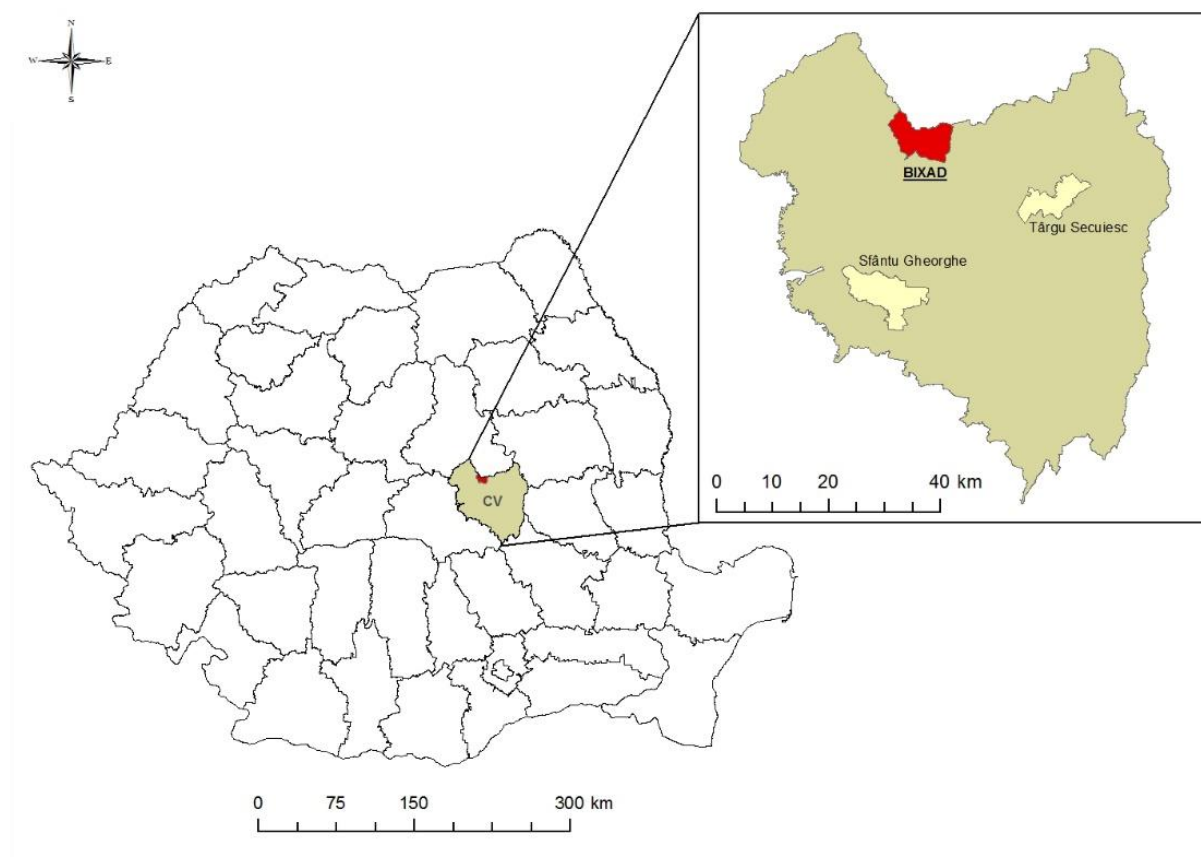 N
W E
S
BIXAD
Târgu Secuiesc
Sfântu Gheorghe
0 10 20 40 km
CV
0 75 150 300 km